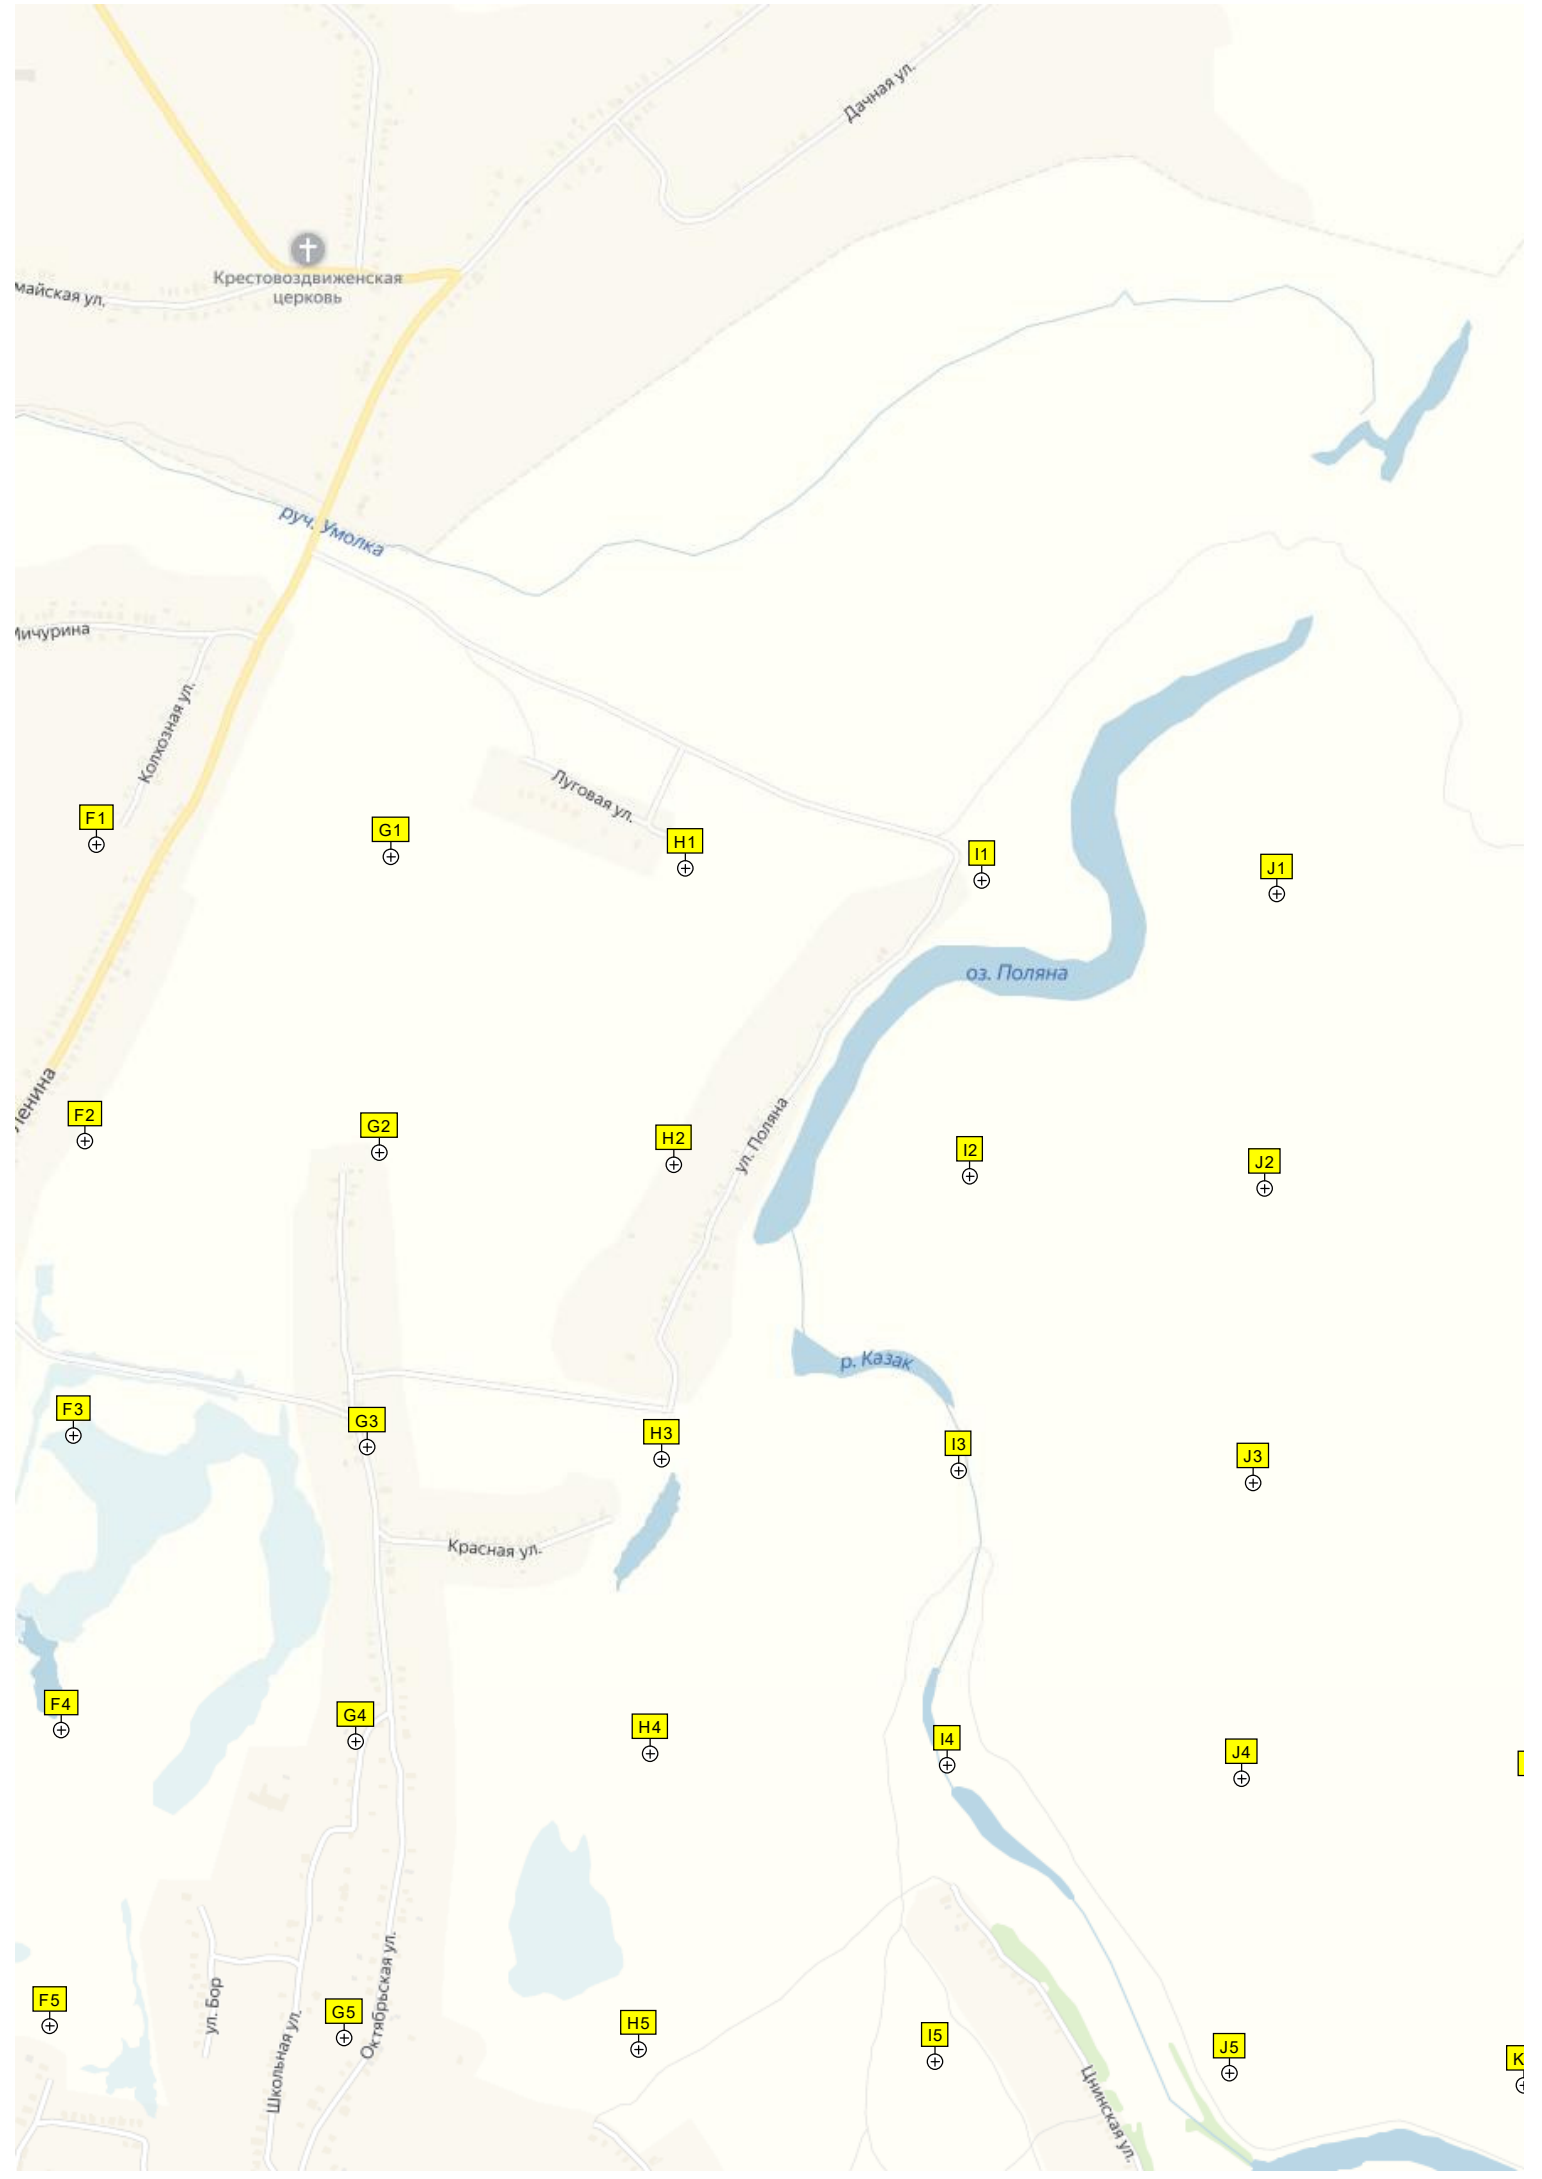 Дачная ул.
Крестовоздвиженская
церковь
майская ул.
руч. Умолка
Мичурина
Колхозная ул.
Луговая ул.
F1
G1
H1
I1
J1
оз. Поляна
Ленина
ул. Поляна
F2
G2
H2
I2
J2
р. Казак
F3
G3
H3
I3
J3
Красная ул.
F4
G4
H4
I4
J4
ул. Бор
Школьная ул.
Октябрьская ул.
F5
G5
H5
I5
J5
K
Цнинская ул.